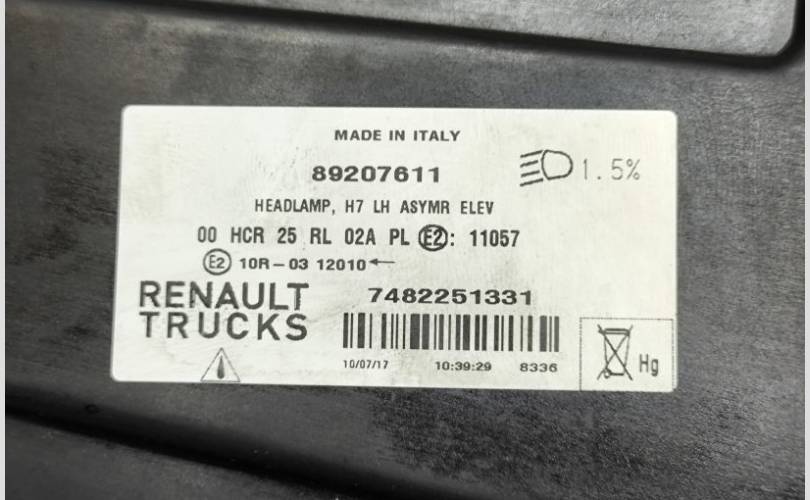 MADE IN ITALY
89207611
1.5%
HEADLAMP, H7 LH ASYMR ELEV
00 HCR 25 RL 02A PL E2: 11057
E2 10R-03 12010
RENAULT
TRUCKS
7482251331
10/07/17 10:39:29 8336
Hg